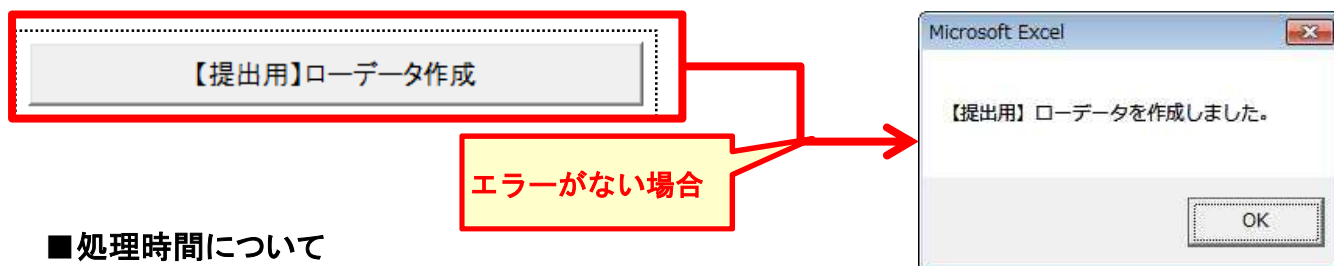 【提出用】ローデータ作成
エラーがない場合
Microsoft Excel
【提出用】ローデータを作成しました。
OK
■処理時間について